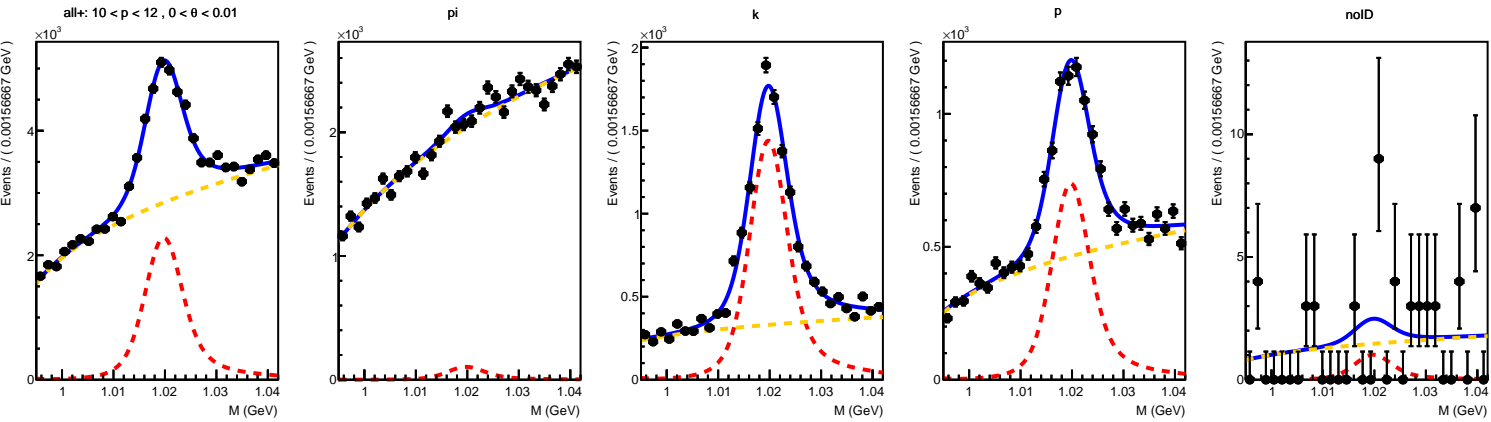 all+: 10 < p < 12 , 0 < θ < 0.01
×10³
Events / ( 0.00156667 GeV )
4
2
0
1 1.01 1.02 1.03 1.04
M (GeV)
pi
×10³
Events / ( 0.00156667 GeV )
2
1
0
1 1.01 1.02 1.03 1.04
M (GeV)
k
×10³
Events / ( 0.00156667 GeV )
2
1.5
1
0.5
0
1 1.01 1.02 1.03 1.04
M (GeV)
p
×10³
Events / ( 0.00156667 GeV )
1
0.5
0
1 1.01 1.02 1.03 1.04
M (GeV)
noID
Events / ( 0.00156667 GeV )
10
5
0
1 1.01 1.02 1.03 1.04
M (GeV)